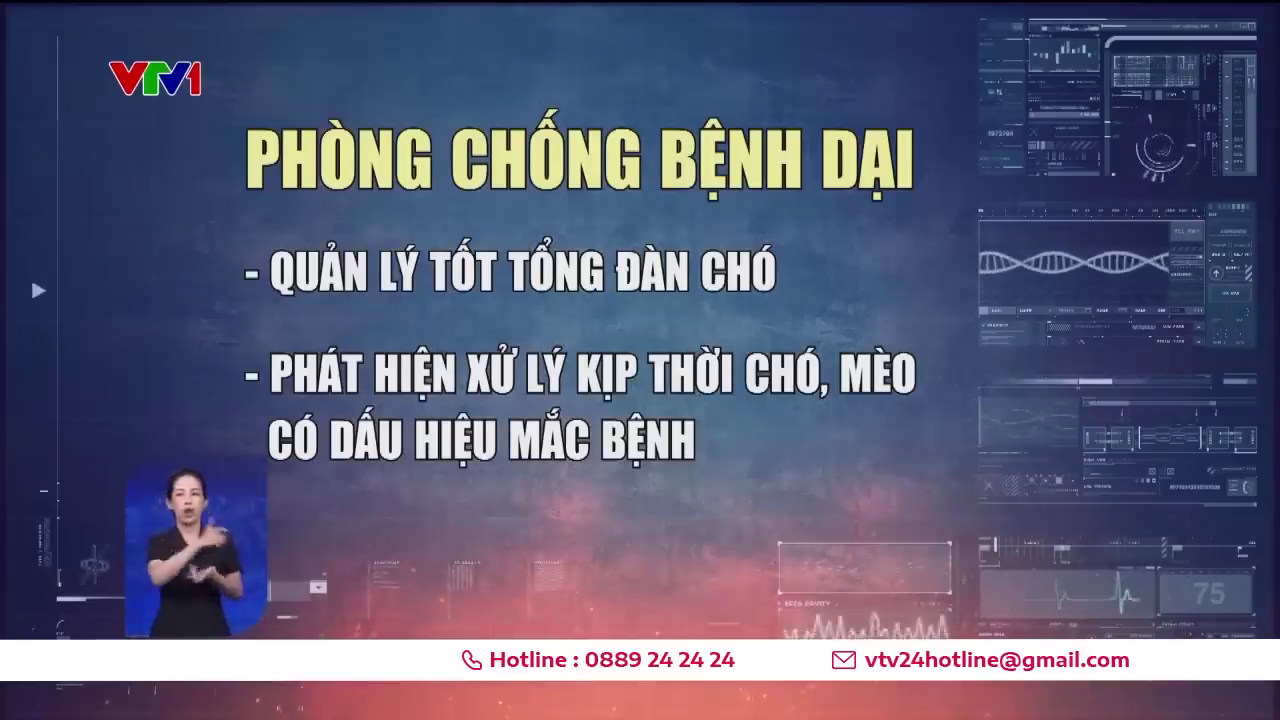 VTV1
PHÒNG CHỐNG BỆNH DẠI
- QUẢN LÝ TỐT TỔNG ĐÀN CHÓ
- PHÁT HIỆN XỬ LÝ KỊP THỜI CHÓ, MÈO
CÓ DẤU HIỆU MẮC BỆNH
75
Hotline : 0889 24 24 24
vtv24hotline@gmail.com